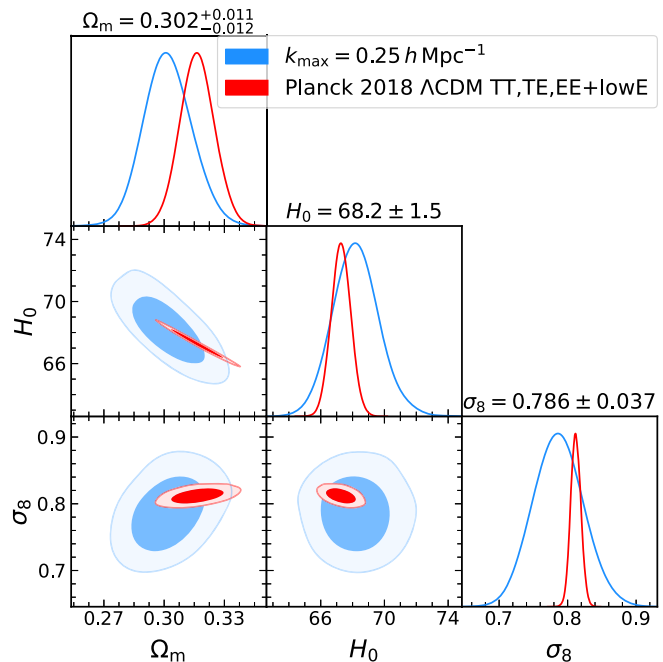 Ωₘ = 0.302⁺⁰·⁰¹¹₋₀.₀₁₂
k_max = 0.25 h Mpc⁻¹
Planck 2018 ΛCDM TT,TE,EE+lowE
H₀ = 68.2 ± 1.5
74
70
66
H₀
σ₈ = 0.786 ± 0.037
0.9
0.8
0.7
σ₈
0.27 0.30 0.33
66 70 74
0.7 0.8 0.9
Ωₘ
H₀
σ₈